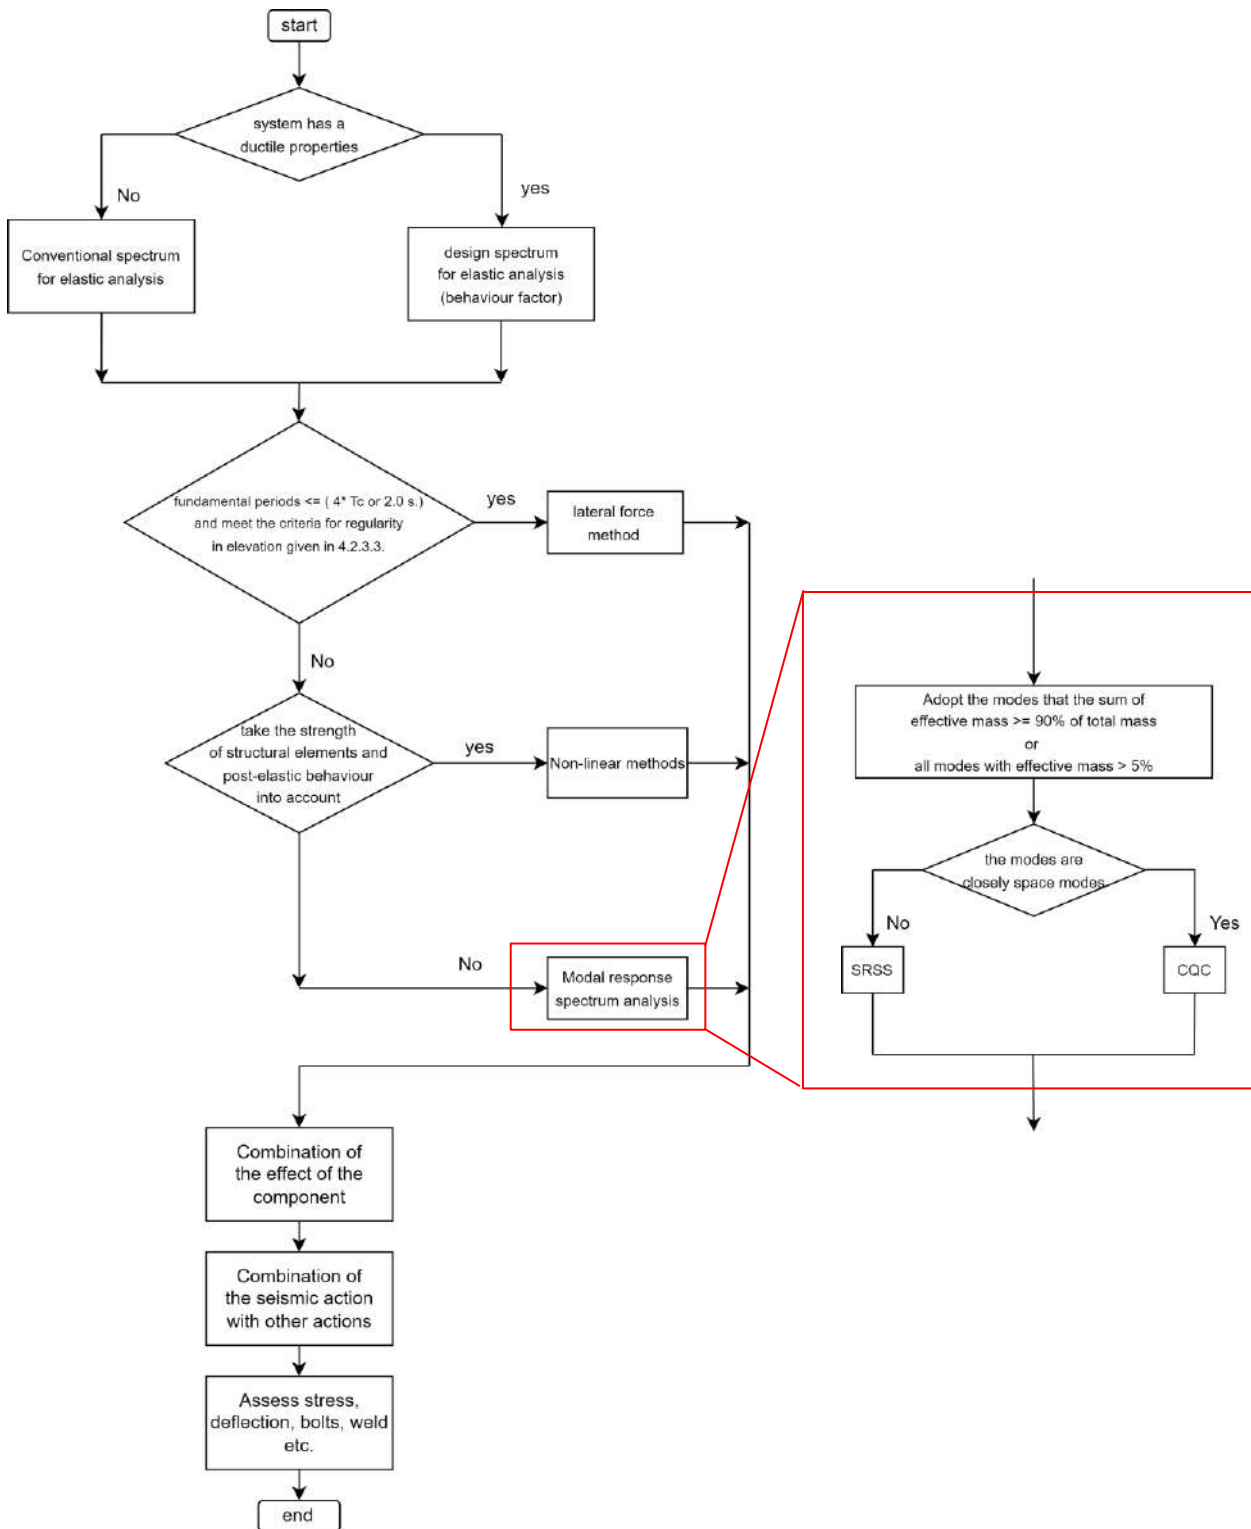 start
system has a
ductile properties
No
yes
Conventional spectrum
for elastic analysis
design spectrum
for elastic analysis
(behaviour factor)
fundamental periods <= ( 4* Tc or 2.0 s.)
and meet the criteria for regularity
in elevation given in 4.2.3.3.
yes
lateral force
method
No
take the strength
of structural elements and
post-elastic behaviour
into account
yes
Non-linear methods
No
Modal response
spectrum analysis
Adopt the modes that the sum of
effective mass >= 90% of total mass
or
all modes with effective mass > 5%
the modes are
closely space modes
No
Yes
SRSS
CQC
Combination of
the effect of the
component
Combination of
the seismic action
with other actions
Assess stress,
deflection, bolts, weld
etc.
end